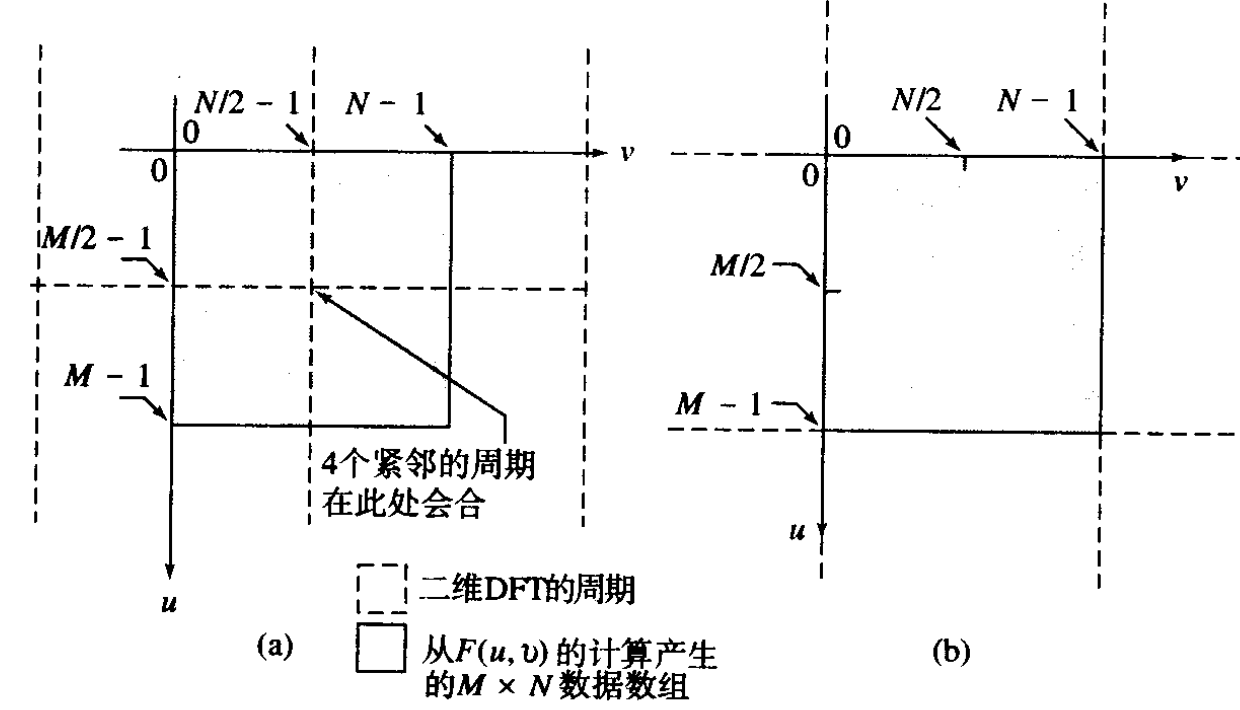 N/2 − 1
N − 1
0
0
v
M/2 − 1
M − 1
4个紧邻的周期
在此处会合
u
(a)
N/2
N − 1
0
0
v
M/2
M − 1
u
(b)
二维DFT的周期
从F(u,υ)的计算产生
的M × N数据数组